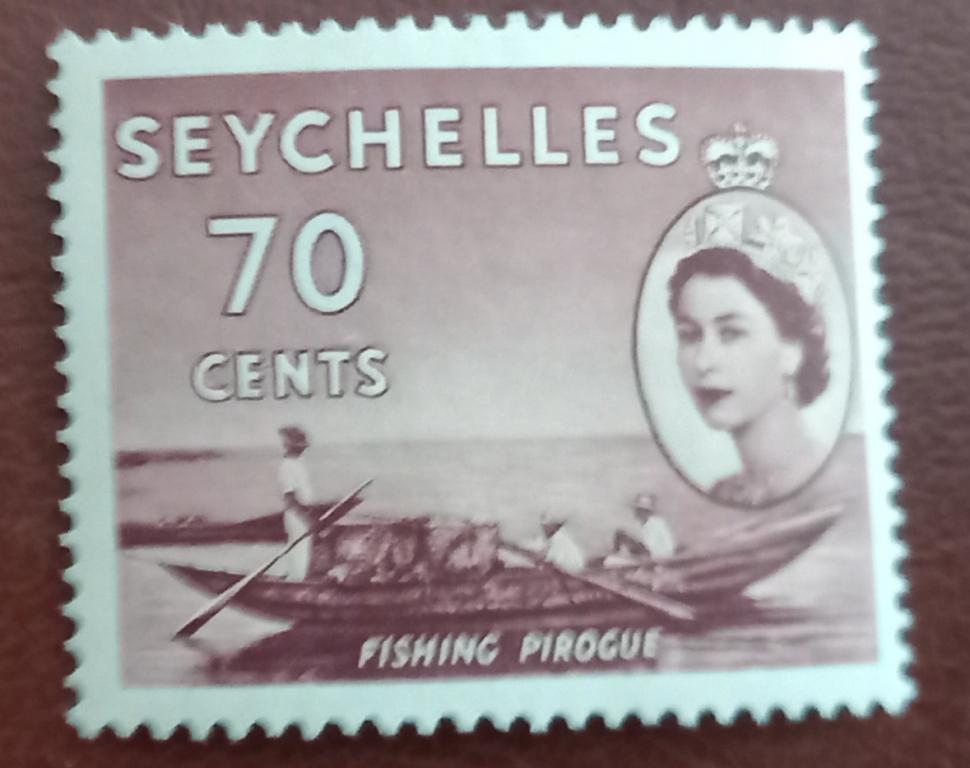 SEYCHELLES
70
CENTS
FISHING PIROGUE